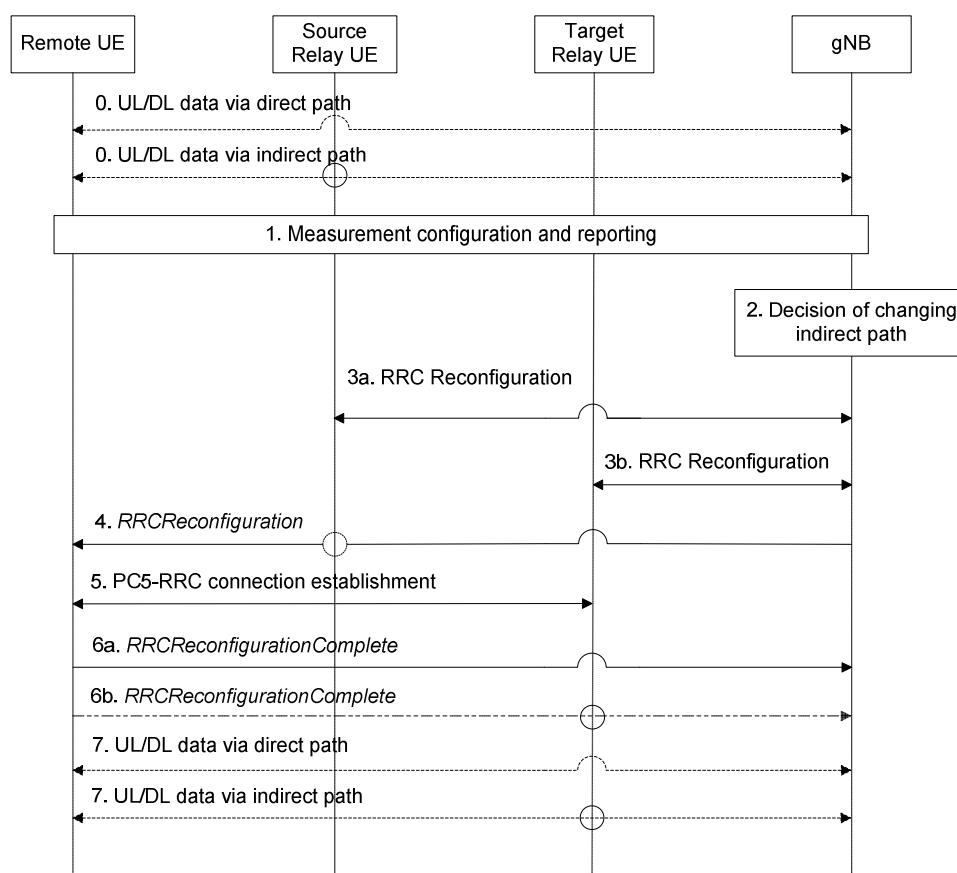 Remote UE
Source
Relay UE
Target
Relay UE
gNB
0. UL/DL data via direct path
0. UL/DL data via indirect path
1. Measurement configuration and reporting
2. Decision of changing
indirect path
3a. RRC Reconfiguration
3b. RRC Reconfiguration
4. RRCReconfiguration
5. PC5-RRC connection establishment
6a. RRCReconfigurationComplete
6b. RRCReconfigurationComplete
7. UL/DL data via direct path
7. UL/DL data via indirect path